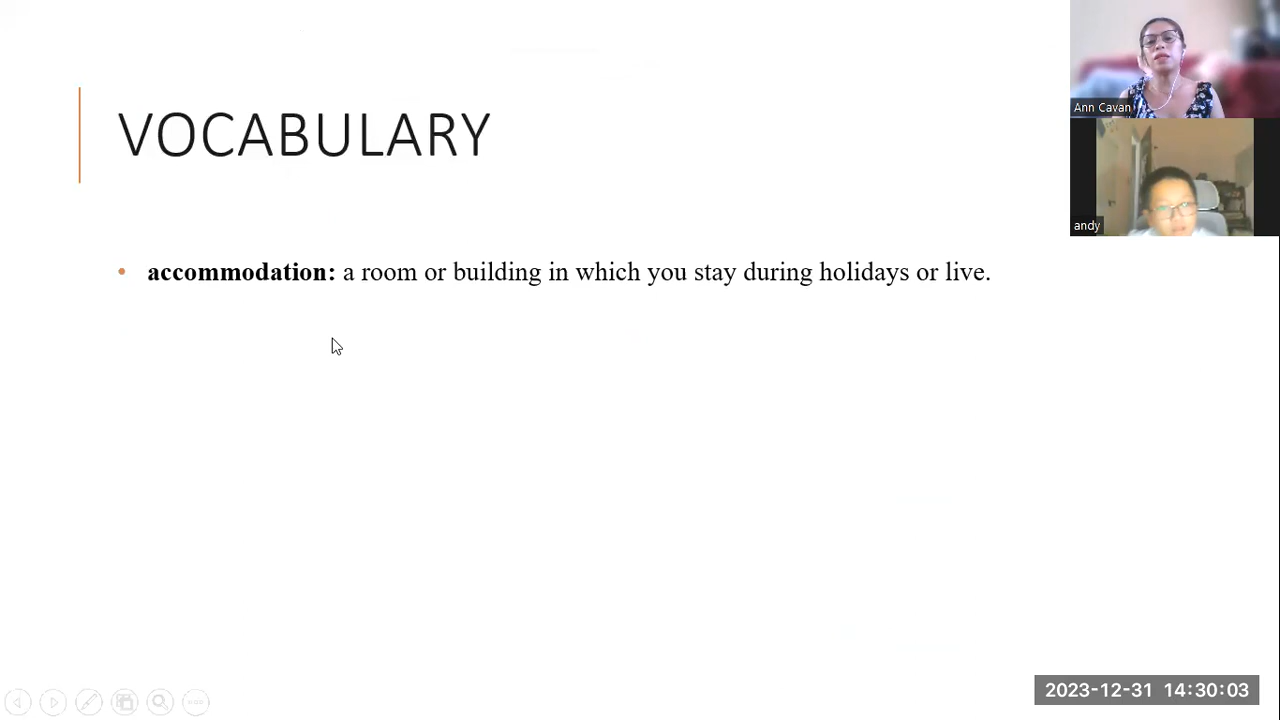 VOCABULARY
Ann Cavan
andy
• accommodation: a room or building in which you stay during holidays or live.
2023-12-31 14:30:03